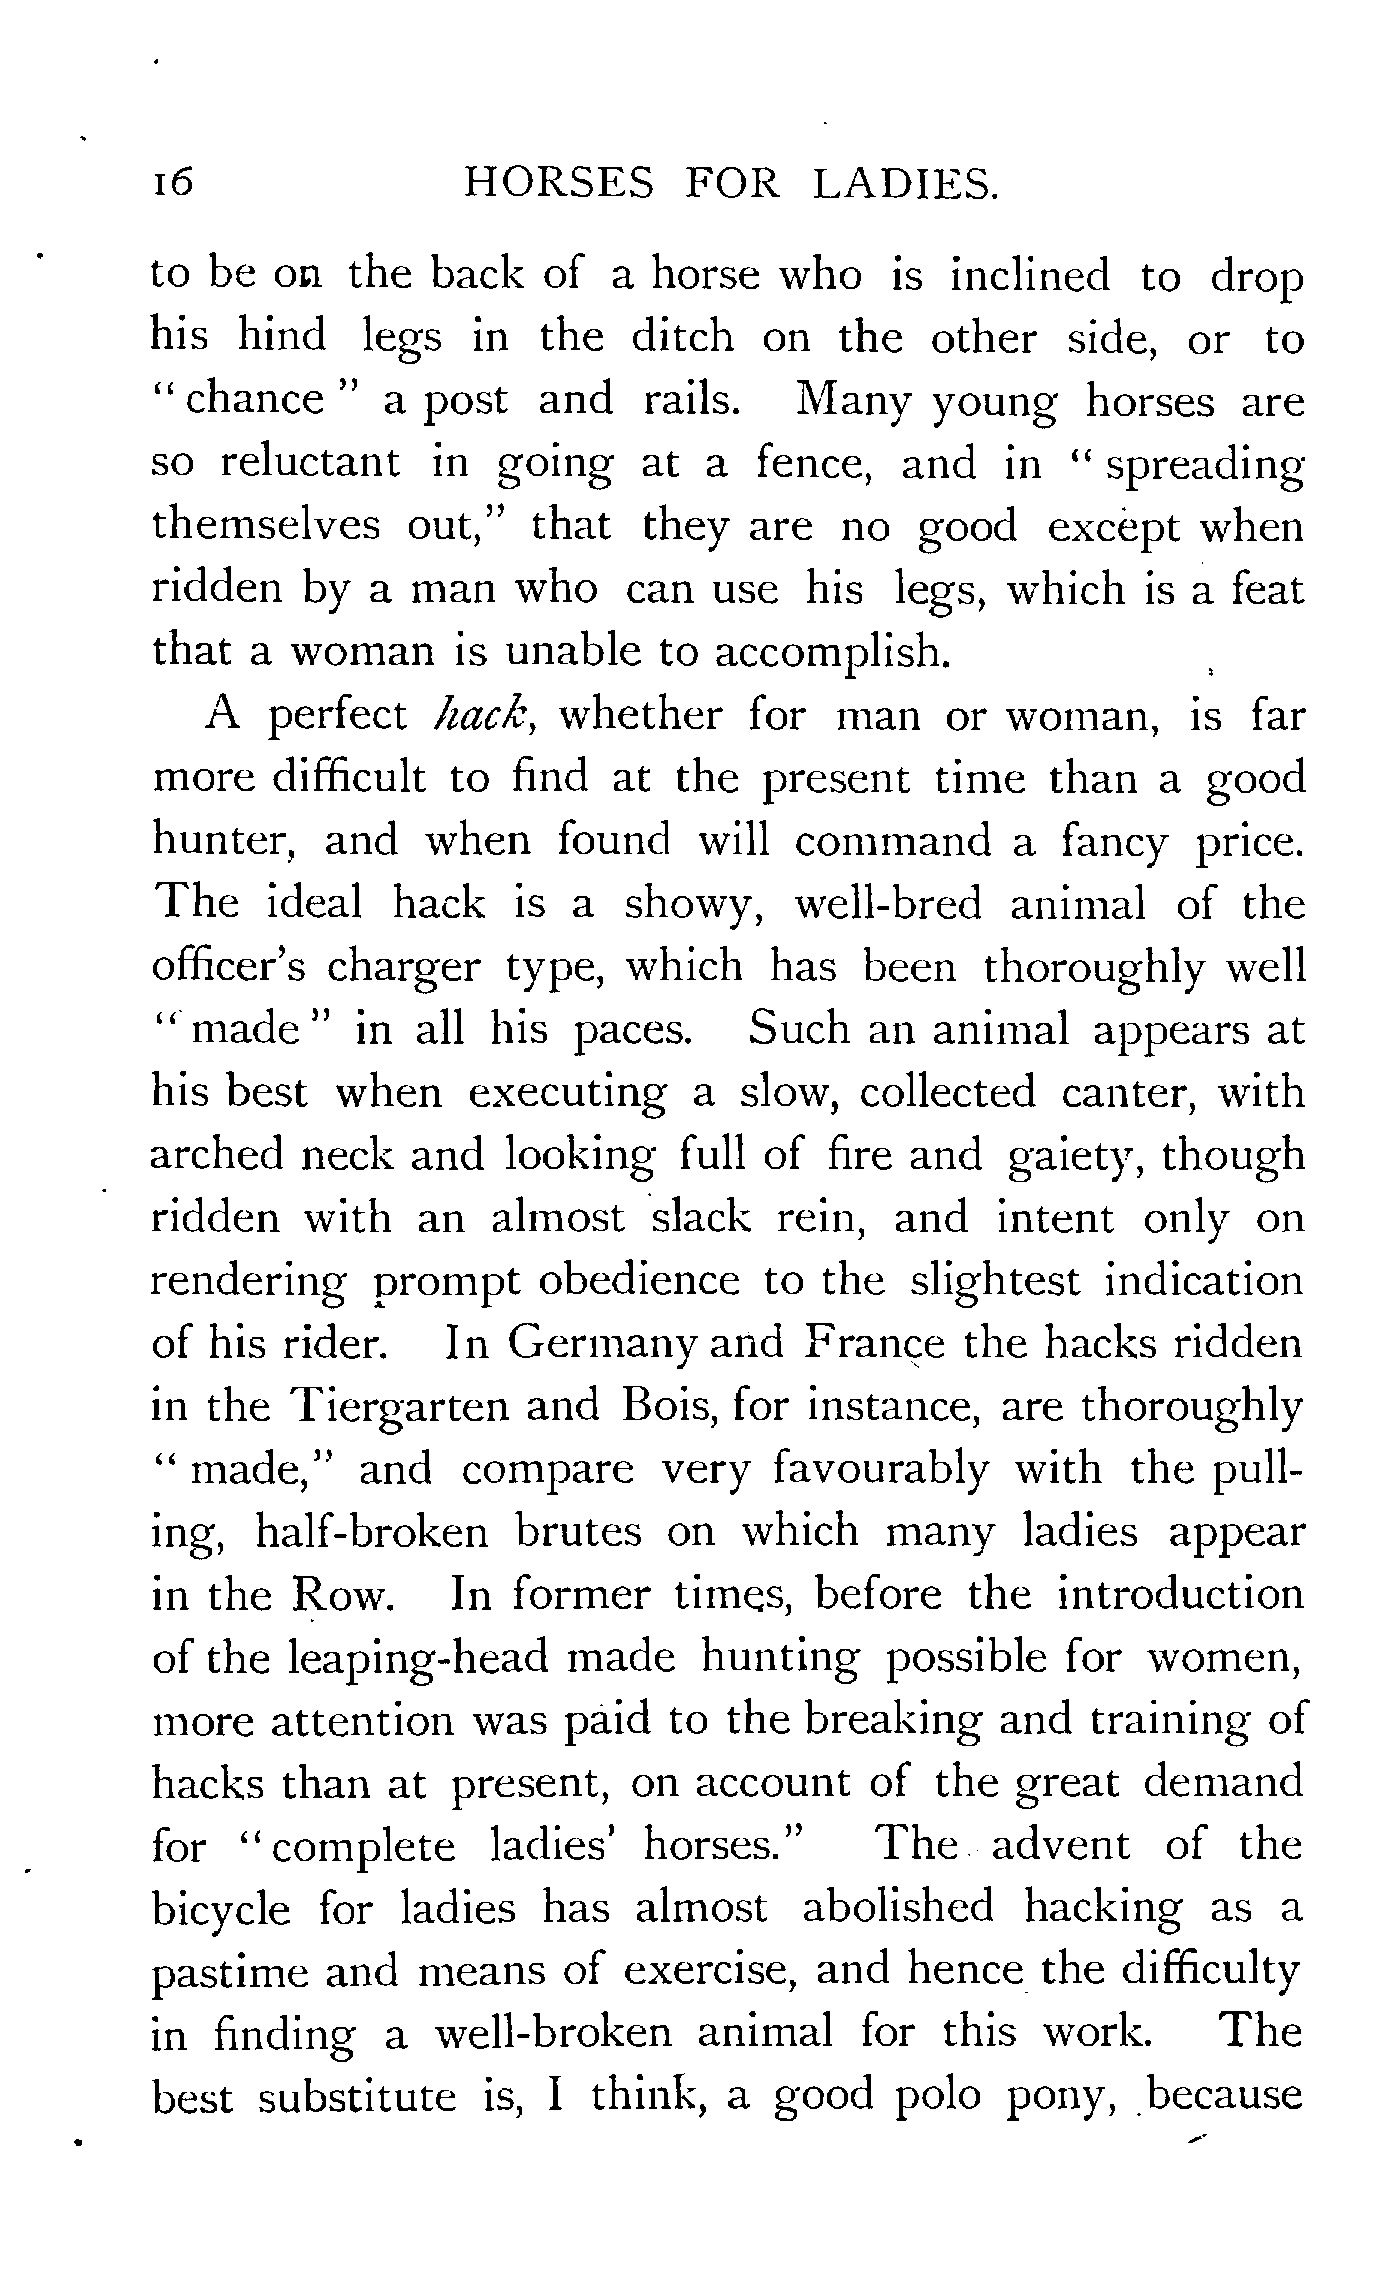 16 HORSES FOR LADIES.
to be on the back of a horse who is inclined to drop
his hind legs in the ditch on the other side, or to
" chance " a post and rails. Many young horses are
so reluctant in going at a fence, and in " spreading
themselves out," that they are no good except when
ridden by a man who can use his legs, which is a feat
that a woman is unable to accomplish.
A perfect hack, whether for man or woman, is far
more difficult to find at the present time than a good
hunter, and when found will command a fancy price.
The ideal hack is a showy, well-bred animal of the
officer's charger type, which has been thoroughly well
" made " in all his paces. Such an animal appears at
his best when executing a slow, collected canter, with
arched neck and looking full of fire and gaiety, though
ridden with an almost slack rein, and intent only on
rendering prompt obedience to the slightest indication
of his rider. In Germany and France the hacks ridden
in the Tiergarten and Bois, for instance, are thoroughly
" made," and compare very favourably with the pull-
ing, half-broken brutes on which many ladies appear
in the Row. In former times, before the introduction
of the leaping-head made hunting possible for women,
more attention was paid to the breaking and training of
hacks than at present, on account of the great demand
for " complete ladies' horses." The advent of the
bicycle for ladies has almost abolished hacking as a
pastime and means of exercise, and hence the difficulty
in finding a well-broken animal for this work. The
best substitute is, I think, a good polo pony, because